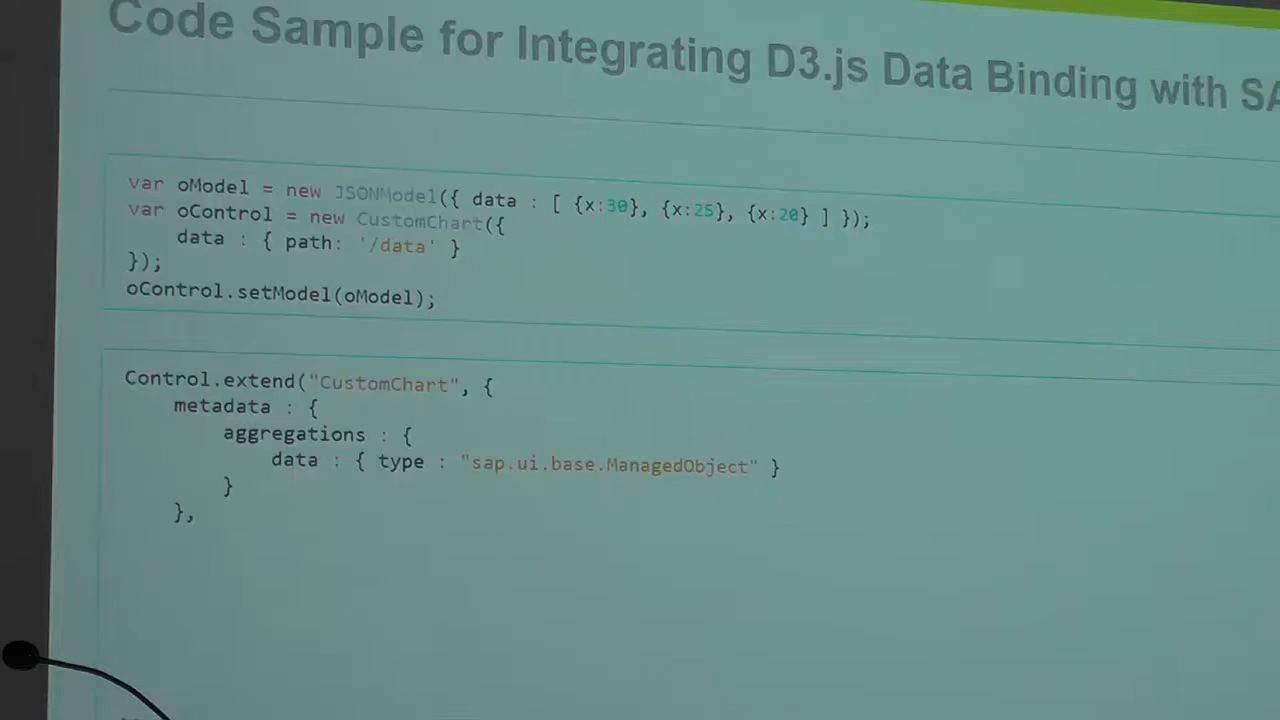 Code Sample for Integrating D3.js Data Binding with SA
var oModel = new JSONModel({ data : [ {x:30}, {x:25}, {x:20} ] });
var oControl = new CustomChart({
data : { path: '/data' }
});
oControl.setModel(oModel);
Control.extend("CustomChart", {
metadata : {
aggregations : {
data : { type : "sap.ui.base.ManagedObject" }
}
},